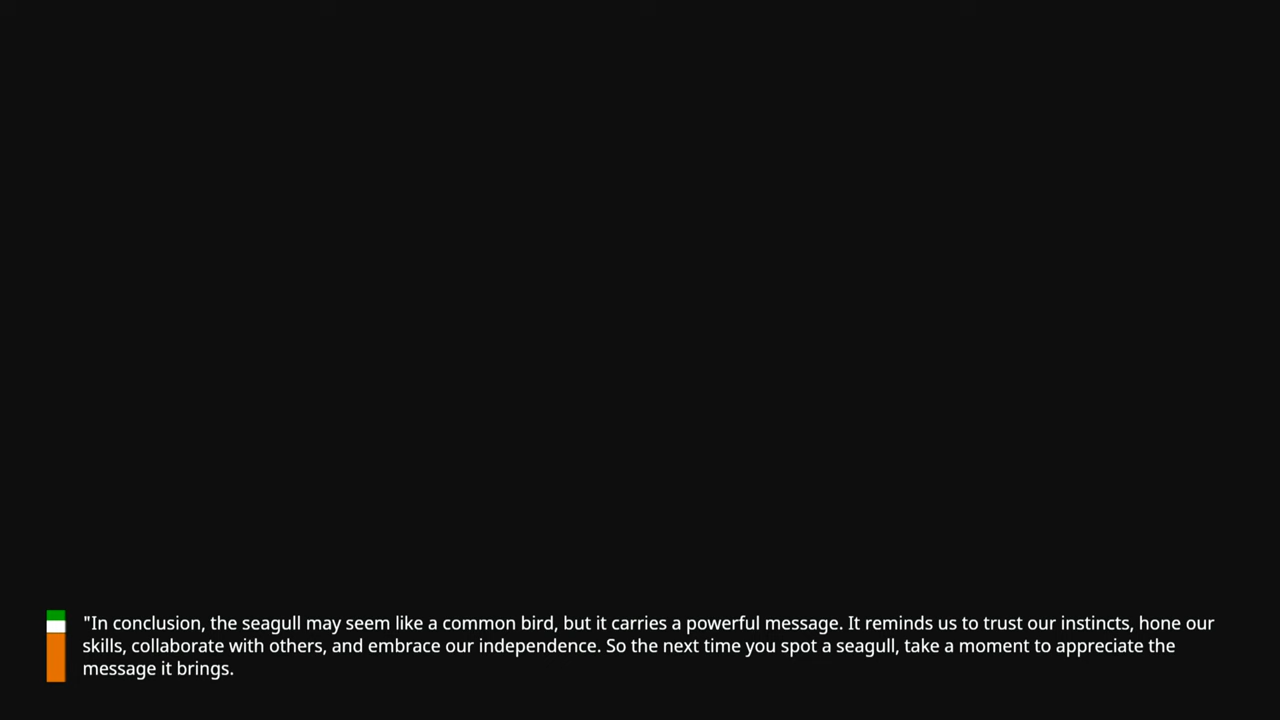 "In conclusion, the seagull may seem like a common bird, but it carries a powerful message. It reminds us to trust our instincts, hone our
skills, collaborate with others, and embrace our independence. So the next time you spot a seagull, take a moment to appreciate the
message it brings.